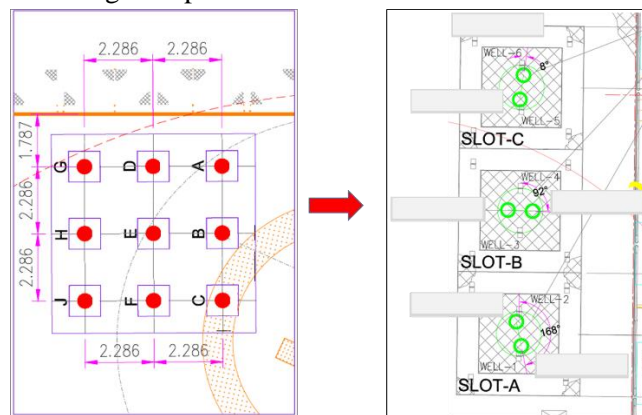 2.286 2.286
1.787
G D A
2.286
H E B
2.286
J F C
2.286 2.286
WELL-6
8°
WELL-5
SLOT-C
WELL-4
92°
WELL-3
SLOT-B
WELL-2
168°
WELL-1
SLOT-A